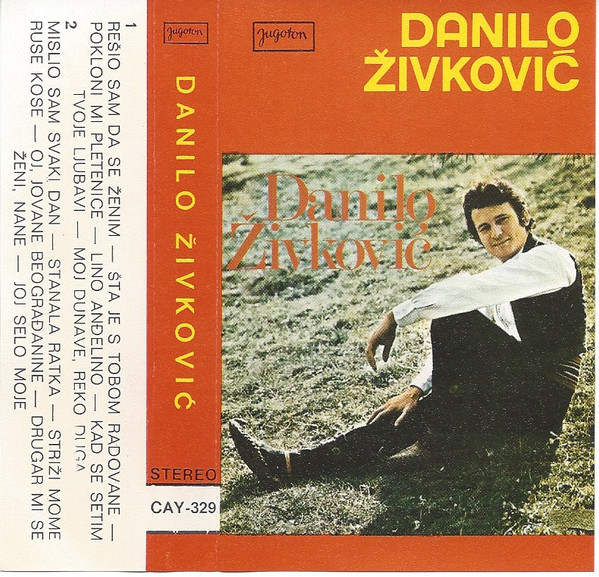 1
REŠIO SAM DA SE ŽENIM — ŠTA JE S TOBOM RADOVANE —
POKLONI MI PLETENICE — LINO ANĐELINO — KAD SE SETIM
TVOJE LJUBAVI — MOJ DUNAVE, REKO DUGA
2
MISLIO SAM SVAKI DAN — STANALA RATKA — STRIŽI MOME
RUSE KOSE — OJ, JOVANE BEOGRAĐANINE — DRUGAR MI SE
ŽENI, NANE — JOJ SELO MOJE
Jugoton
DANILO ŽIVKOVIĆ
STEREO
CAY-329
Jugoton
DANILO
ŽIVKOVIĆ
Danilo
Živković